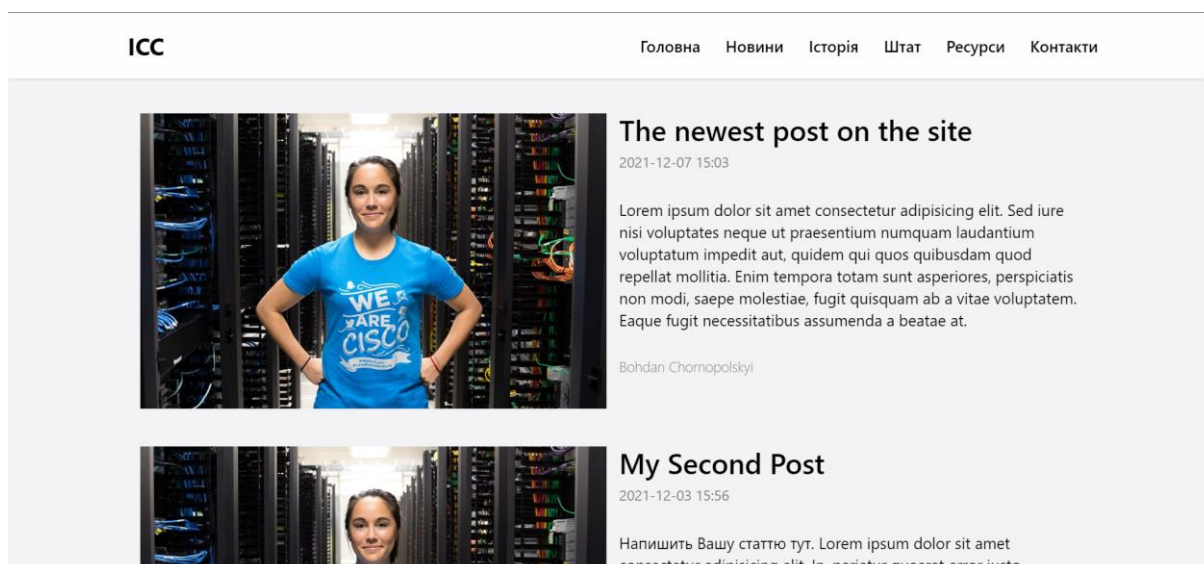 ICC
Головна Новини Історія Штат Ресурси Контакти
The newest post on the site
2021-12-07 15:03
Lorem ipsum dolor sit amet consectetur adipisicing elit. Sed iure
nisi voluptates neque ut praesentium numquam laudantium
voluptatum impedit aut, quidem qui quos quibusdam quod
repellat mollitia. Enim tempora totam sunt asperiores, perspiciatis
non modi, saepe molestiae, fugit quisquam ab a vitae voluptatem.
Eaque fugit necessitatibus assumenda a beatae at.
Bohdan Chornopolskyi
WE
ARE
CISCO
My Second Post
2021-12-03 15:56
Напишить Вашу статтю тут. Lorem ipsum dolor sit amet